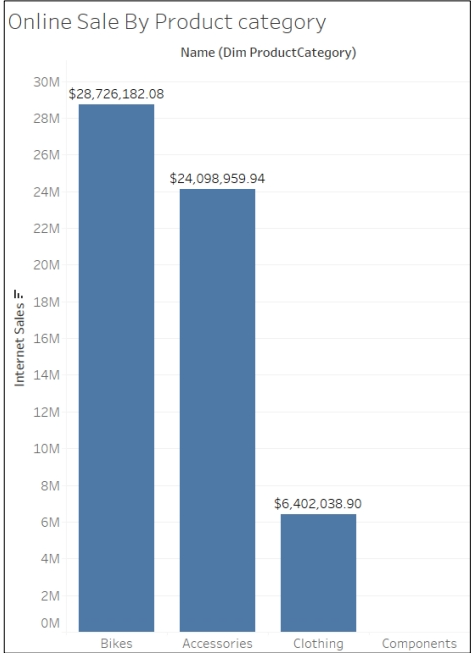 Online Sale By Product category
Name (Dim ProductCategory)
Internet Sales
30M
28M
26M
24M
22M
20M
18M
16M
14M
12M
10M
8M
6M
4M
2M
0M
$28,726,182.08
$24,098,959.94
$6,402,038.90
Bikes Accessories Clothing Components